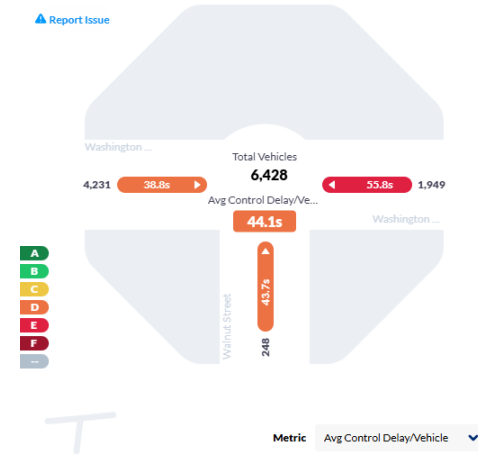 Report Issue
Washington ...
Total Vehicles
6,428
4,231 38.8s 55.8s 1,949
Avg Control Delay/Ve...
44.1s
Washington ...
43.7s
248
Walnut Street
A
B
C
D
E
F
--
Metric Avg Control Delay/Vehicle